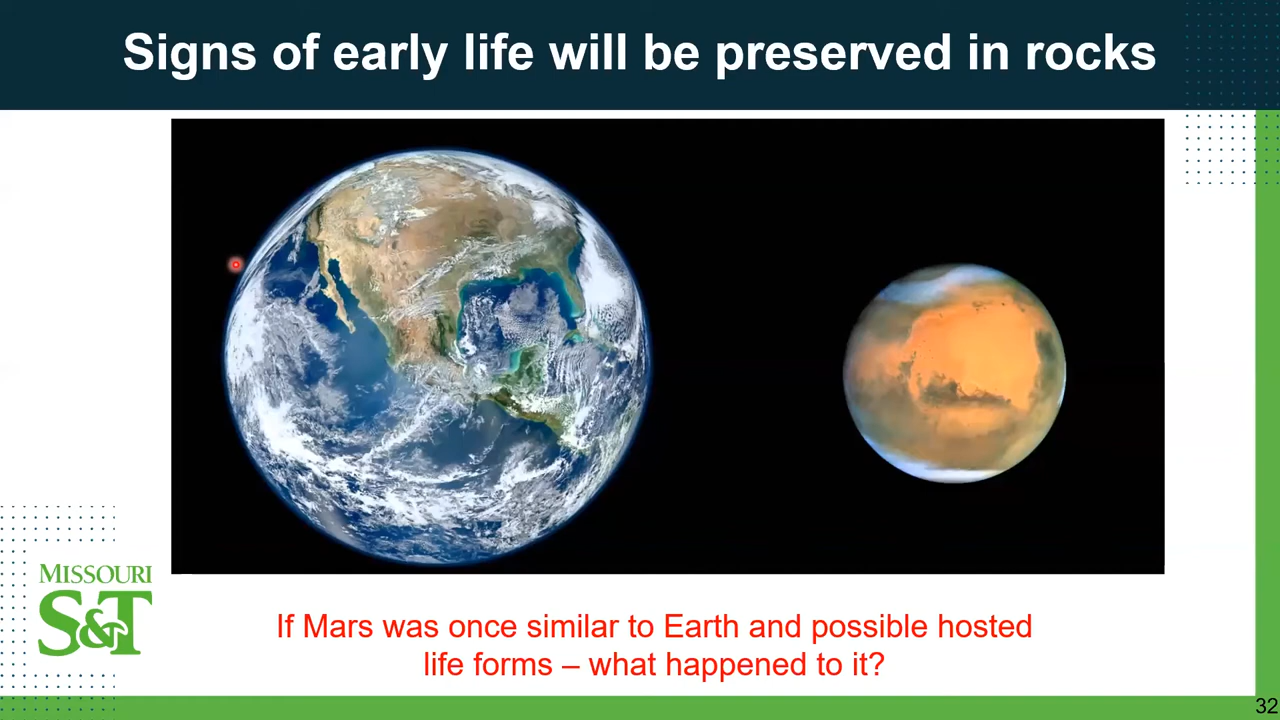 Signs of early life will be preserved in rocks
MISSOURI
S&T
If Mars was once similar to Earth and possible hosted
life forms – what happened to it?
32